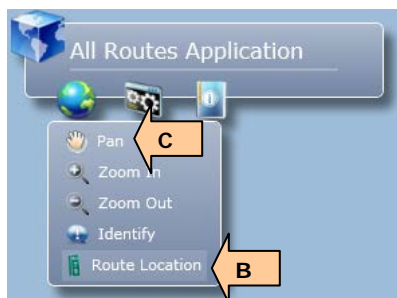 All Routes Application
Pan
C
Zoom In
Zoom Out
Identify
Route Location
B